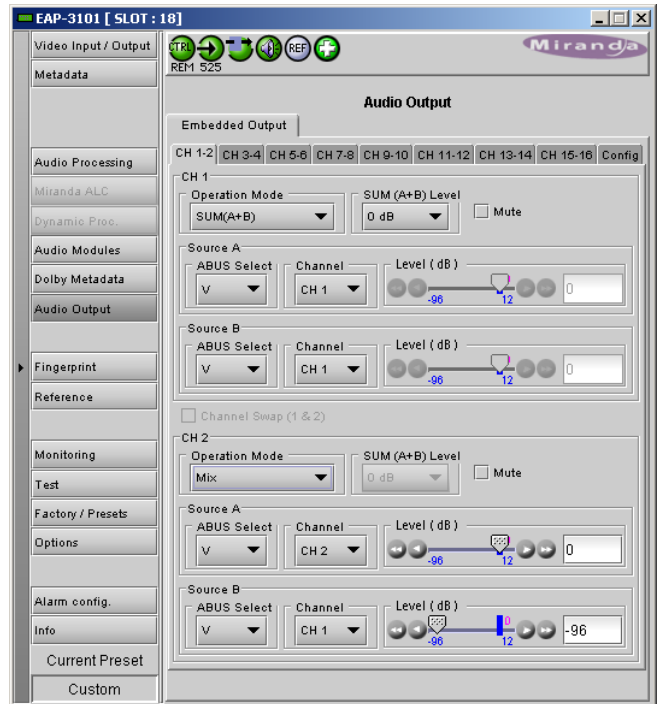 EAP-3101 [ SLOT : 18]
Video Input / Output
Metadata
Audio Processing
Miranda ALC
Dynamic Proc.
Audio Modules
Dolby Metadata
Audio Output
Fingerprint
Reference
Monitoring
Test
Factory / Presets
Options
Alarm config.
Info
Current Preset
Custom
CTRL
REF
REM 525
Miranda
Audio Output
Embedded Output
CH 1-2 CH 3-4 CH 5-6 CH 7-8 CH 9-10 CH 11-12 CH 13-14 CH 15-16 Config
CH 1
Operation Mode SUM (A+B) Level
SUM(A+B) 0 dB Mute
Source A
ABUS Select Channel Level ( dB )
V CH 1 0
-96 12
Source B
ABUS Select Channel Level ( dB )
V CH 1 0
-96 12
Channel Swap (1 & 2)
CH 2
Operation Mode SUM (A+B) Level
Mix 0 dB Mute
Source A
ABUS Select Channel Level ( dB )
V CH 2 0
-96 12
Source B
ABUS Select Channel Level ( dB )
0
V CH 1 -96
-96 12